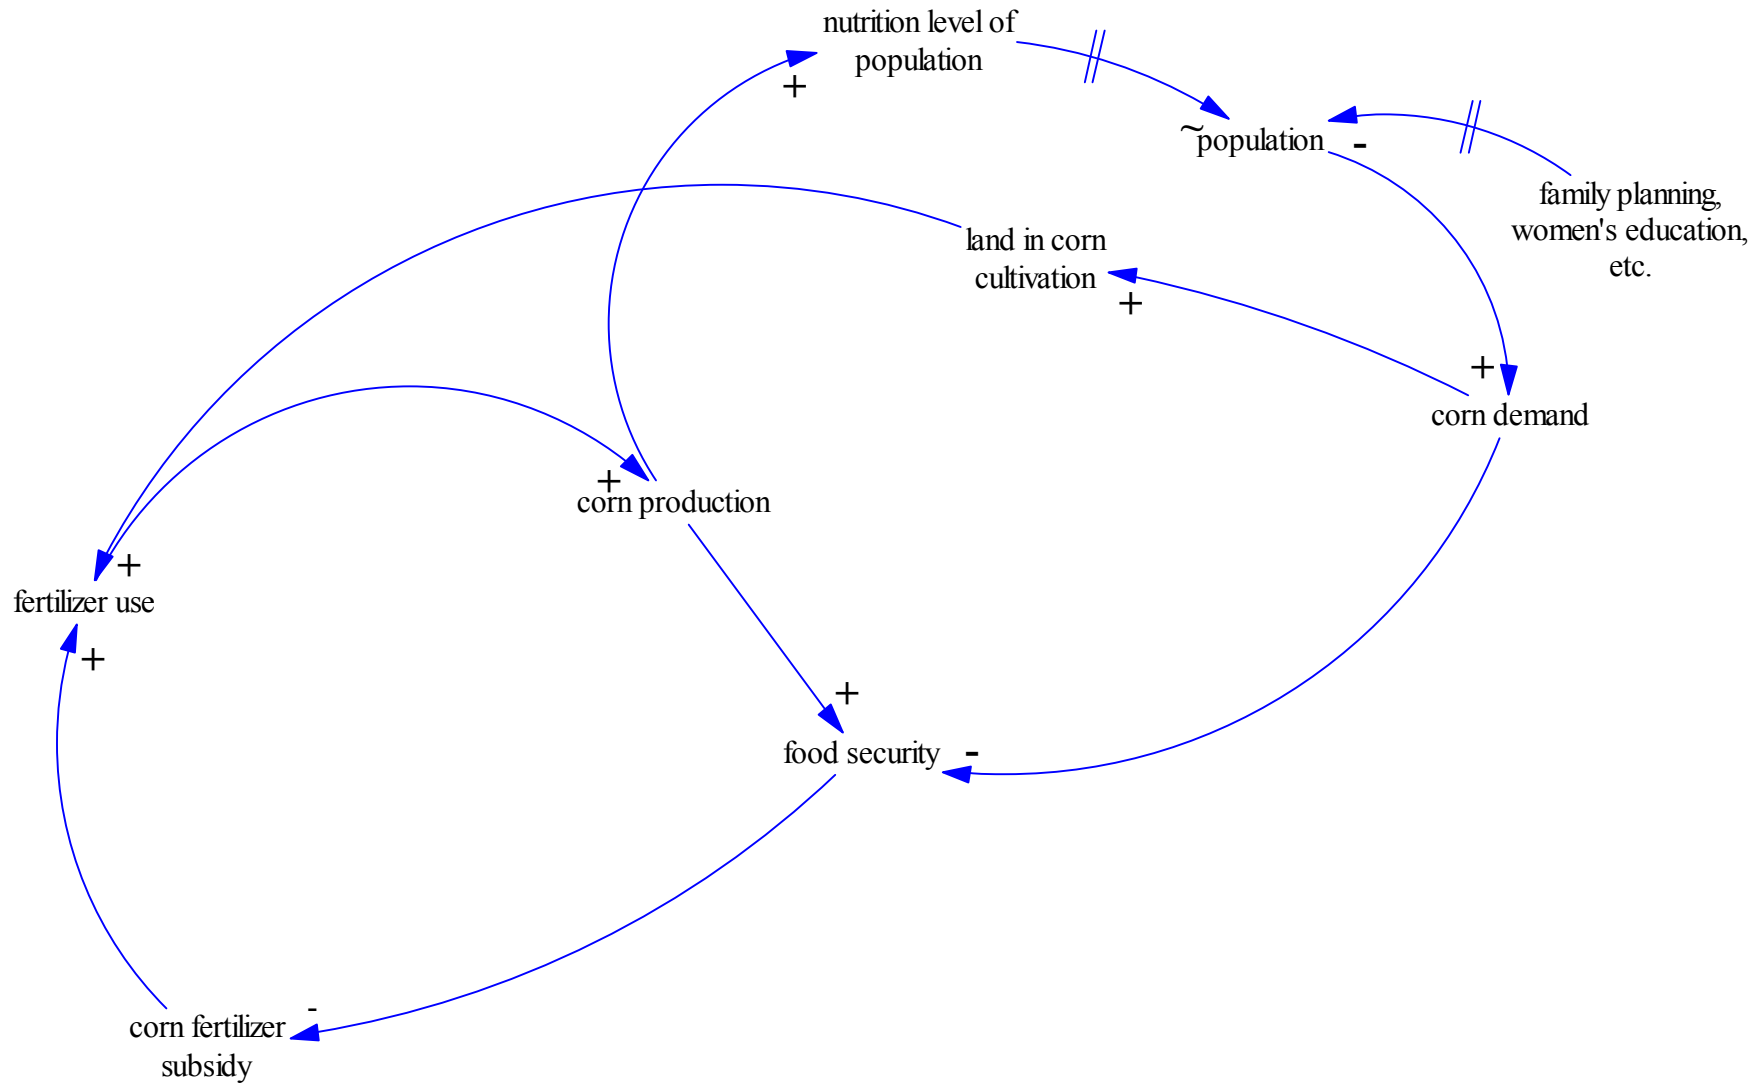 nutrition level of
population
+
~population
-
family planning,
women's education,
etc.
land in corn
cultivation
+
+
corn demand
+
corn production
+
fertilizer use
+
+
food security
-
-
corn fertilizer
subsidy